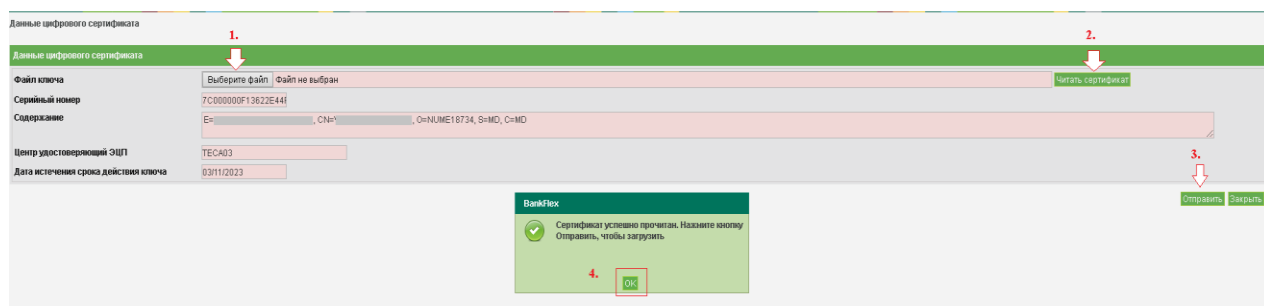 Данные цифрового сертификата
1.
2.
Данные цифрового сертификата
Файл ключа Выберите файл Файл не выбран Читать сертификат
Серийный номер 7C000000F13622E44
Содержание E= , CN= , O=NUME18734, S=MD, C=MD
Центр удостоверяющий ЭЦП TECA03
3.
Дата истечения срока действия ключа 03/11/2023
Отправить Закрыть
BankFlex
Сертификат успешно прочитан. Нажмите кнопку
Отправить, чтобы загрузить
4.
OK